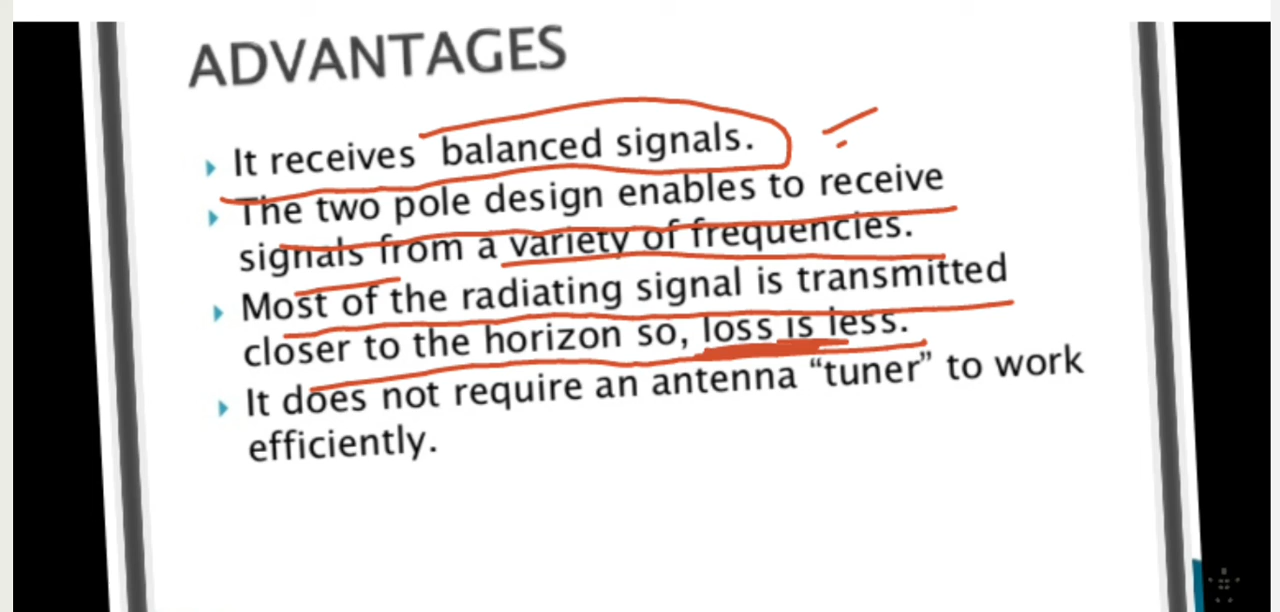 ADVANTAGES
It receives balanced signals.
The two pole design enables to receive
signals from a variety of frequencies.
Most of the radiating signal is transmitted
closer to the horizon so, loss is less.
It does not require an antenna “tuner” to work
efficiently.